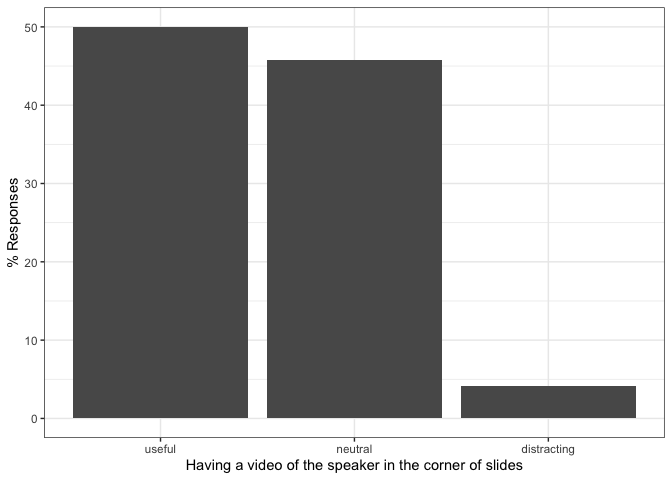 50
40
30
20
10
0
% Responses
useful neutral distracting
Having a video of the speaker in the corner of slides